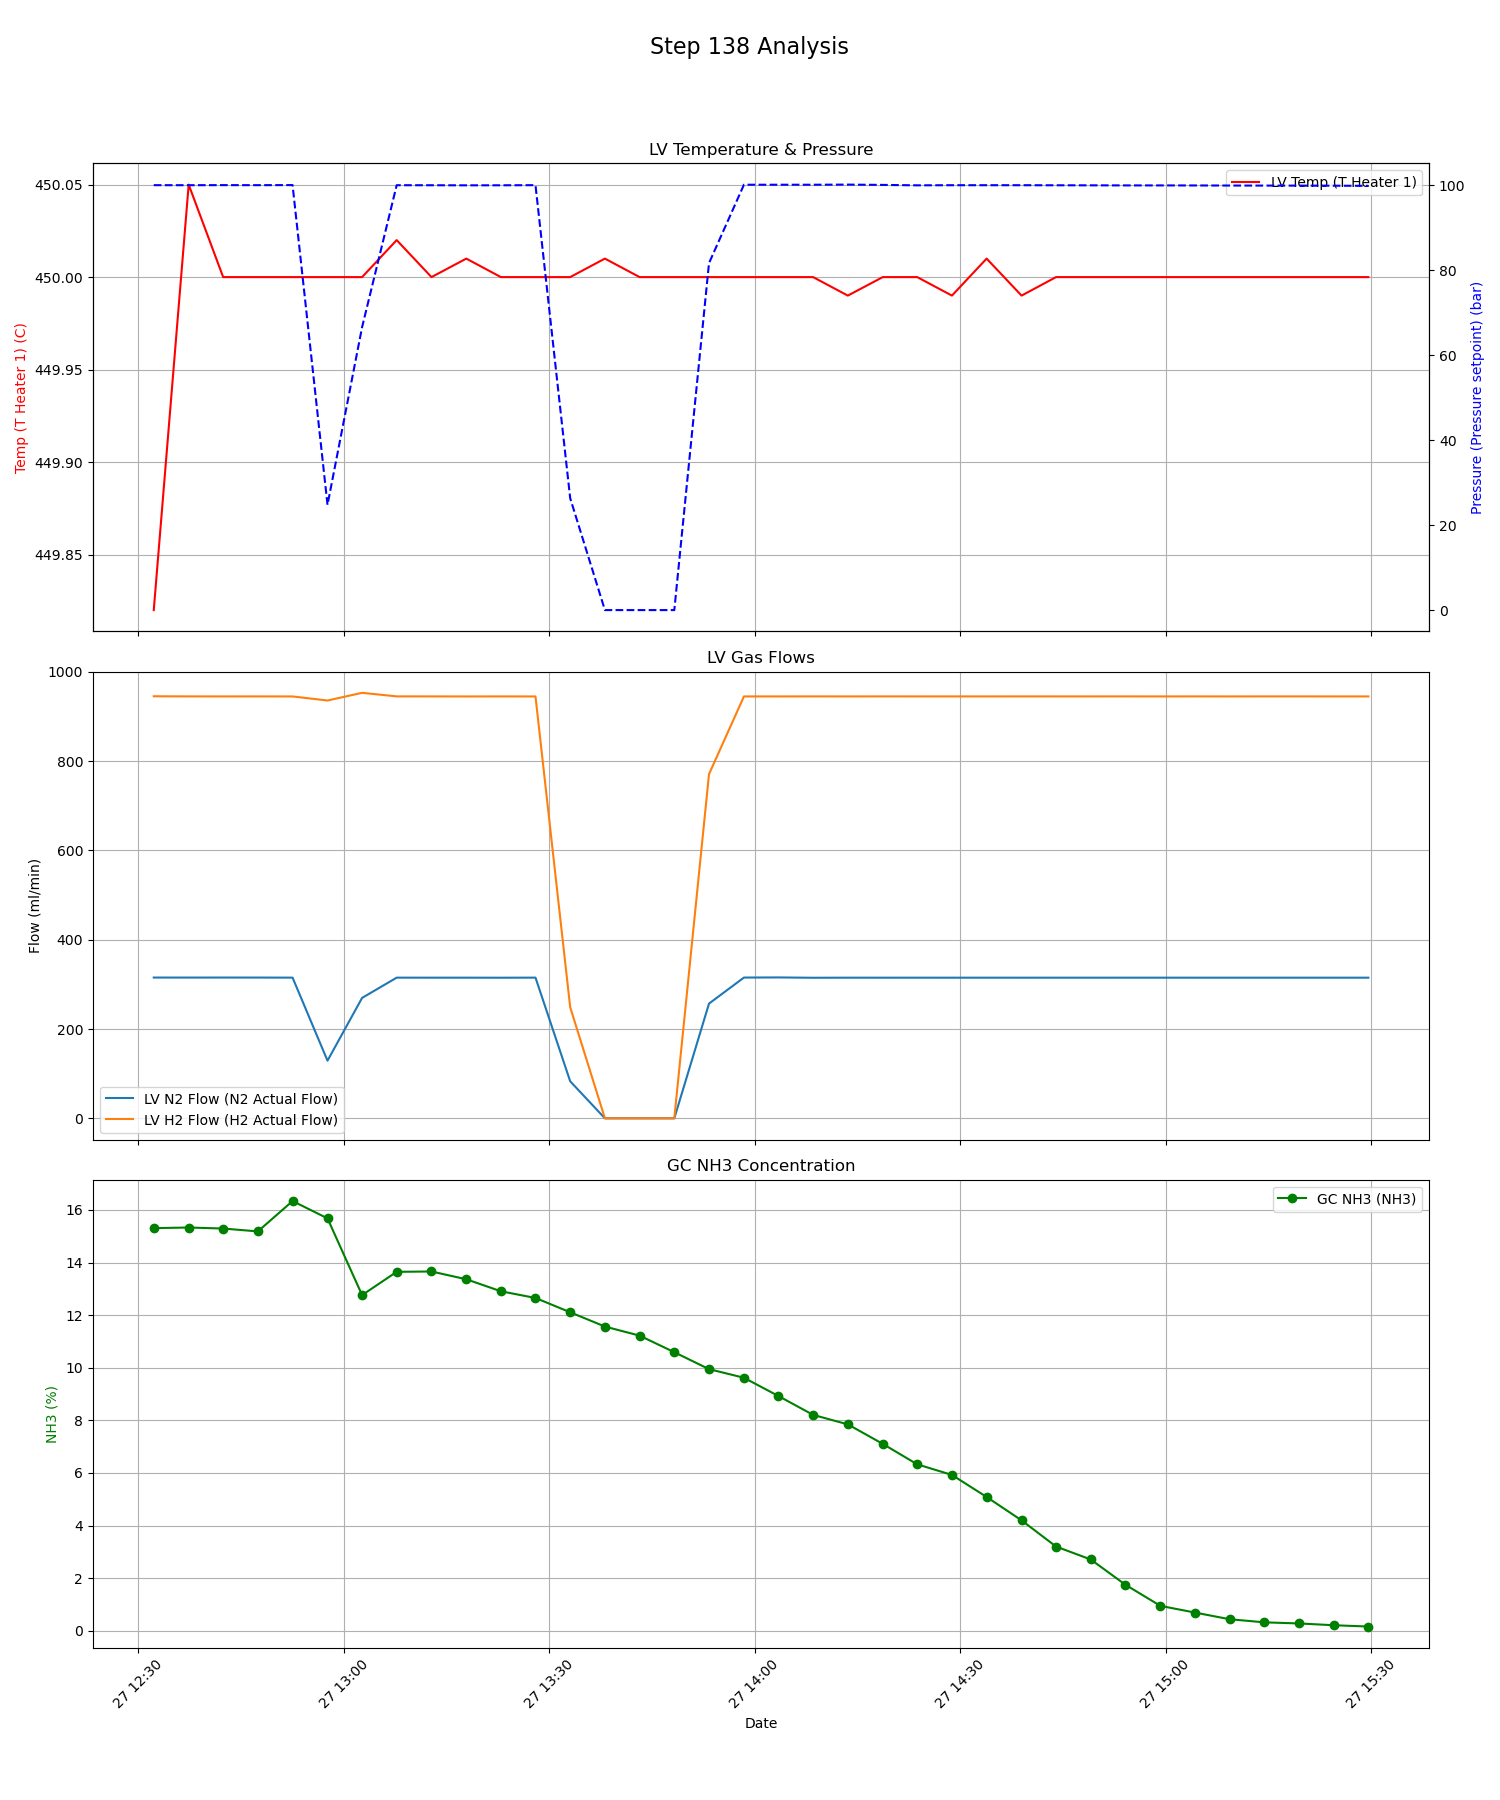 Step 138 Analysis
LV Temperature & Pressure
450.05
450.00
449.95
449.90
449.85
Temp (T Heater 1) (C)
LV Temp (T Heater 1)
100
80
60
40
20
0
Pressure (Pressure setpoint) (bar)
LV Gas Flows
1000
800
600
400
200
0
Flow (ml/min)
LV N2 Flow (N2 Actual Flow)
LV H2 Flow (H2 Actual Flow)
GC NH3 Concentration
16
14
12
10
8
6
4
2
0
NH3 (%)
GC NH3 (NH3)
27 12:30
27 13:00
27 13:30
27 14:00
27 14:30
27 15:00
27 15:30
Date